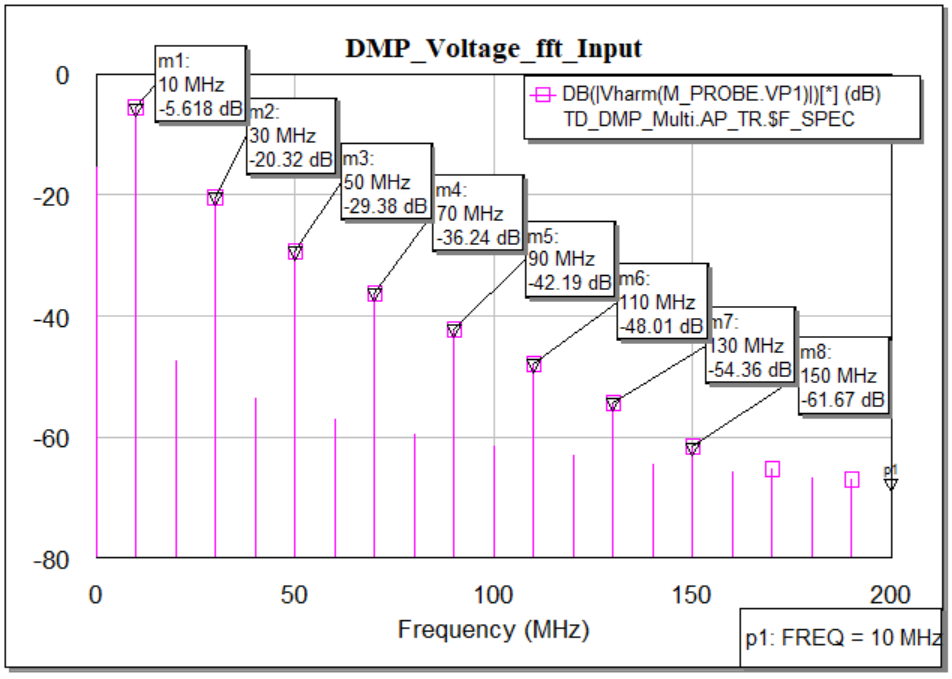 DMP_Voltage_fft_Input
m1:
10 MHz
-5.618 dB
m2:
30 MHz
-20.32 dB
m3:
50 MHz
-29.38 dB
m4:
70 MHz
-36.24 dB
m5:
90 MHz
-42.19 dB
m6:
110 MHz
-48.01 dB
m7:
130 MHz
-54.36 dB
m8:
150 MHz
-61.67 dB
DB(|Vharm(M_PROBE.VP1)|)[*] (dB)
TD_DMP_Multi.AP_TR.$F_SPEC
0
-20
-40
-60
-80
p1
0 50 100 150 200
Frequency (MHz)
p1: FREQ = 10 MHz